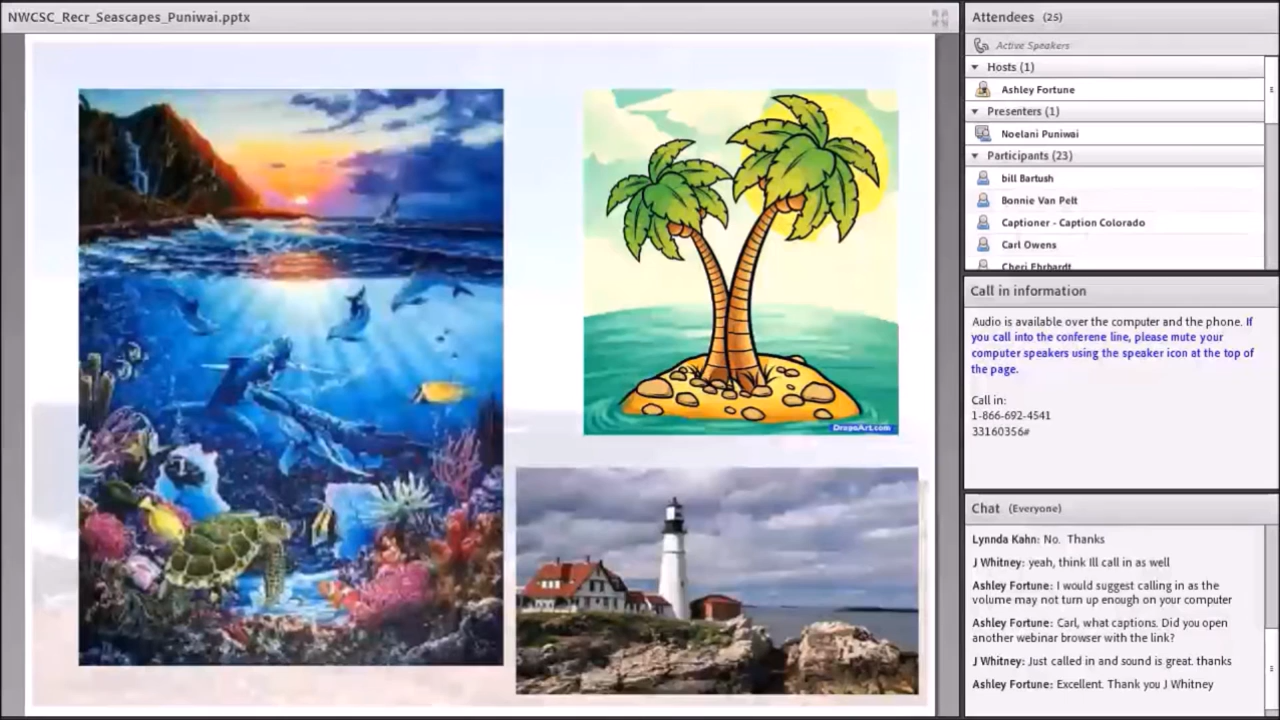 NWCSC_Recr_Seascapes_Puniwai.pptx
DrapsArt.com
Attendees (25)
Active Speakers
Hosts (1)
Ashley Fortune
Presenters (1)
Noelani Puniwai
Participants (23)
bill Bartush
Bonnie Van Pelt
Captioner - Caption Colorado
Carl Owens
Cheri Ehrhardt
Call in information
Audio is available over the computer and the phone. If
you call into the conferene line, please mute your
computer speakers using the speaker icon at the top of
the page.
Call in:
1-866-692-4541
33160356#
Chat (Everyone)
Lynnda Kahn: No. Thanks
J Whitney: yeah, think Ill call in as well
Ashley Fortune: I would suggest calling in as the
volume may not turn up enough on your computer
Ashley Fortune: Carl, what captions. Did you open
another webinar browser with the link?
J Whitney: Just called in and sound is great. thanks
Ashley Fortune: Excellent. Thank you J Whitney